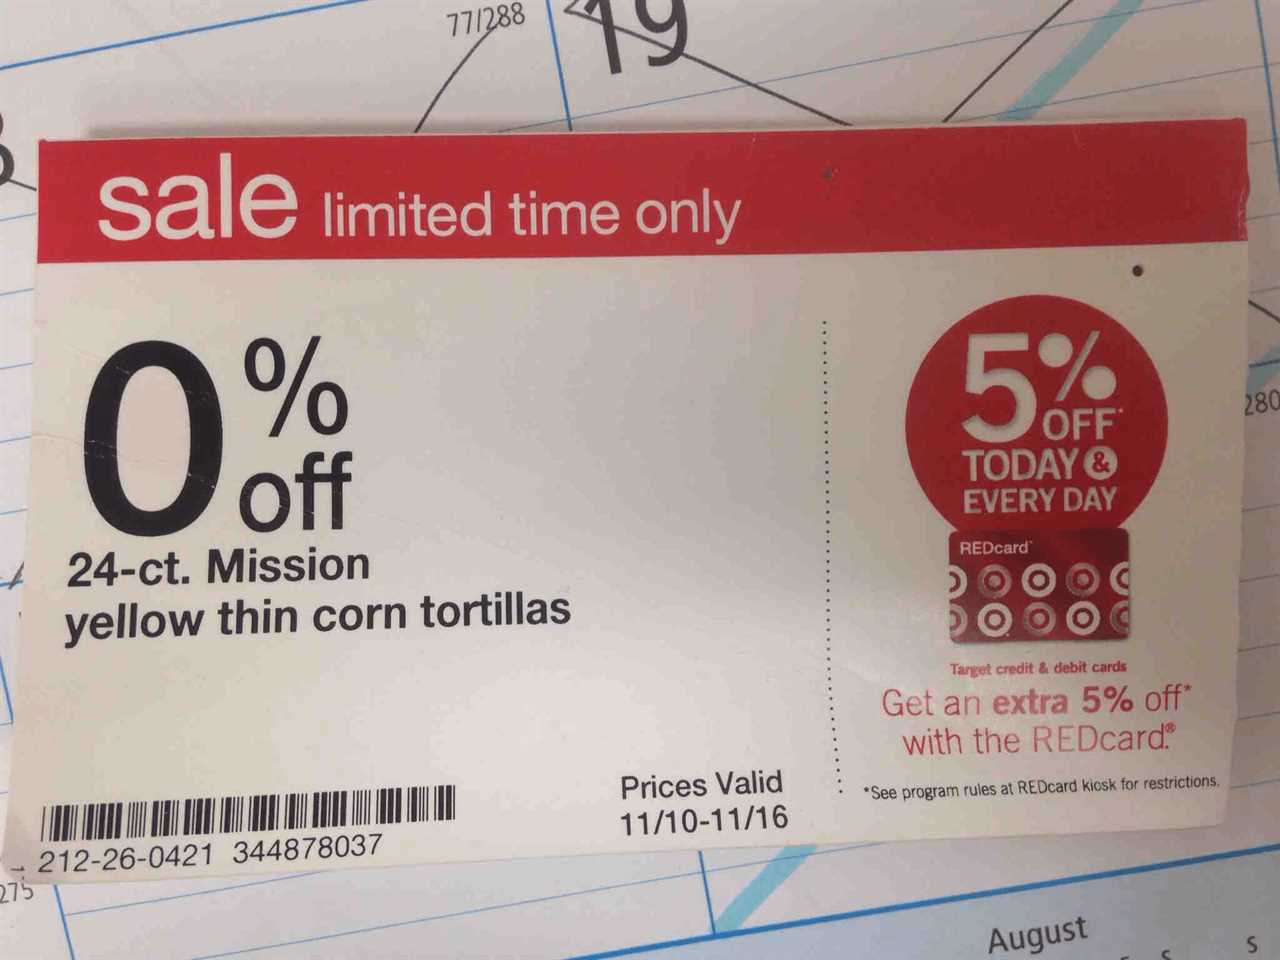 77/288
19
sale limited time only
0% off
24-ct. Mission
yellow thin corn tortillas
212-26-0421 344878037
Prices Valid
11/10-11/16
5%
OFF*
TODAY &
EVERY DAY
REDcard™
Target credit & debit cards
Get an extra 5% off*
with the REDcard.®
*See program rules at REDcard kiosk for restrictions.
280
275
August
S
S